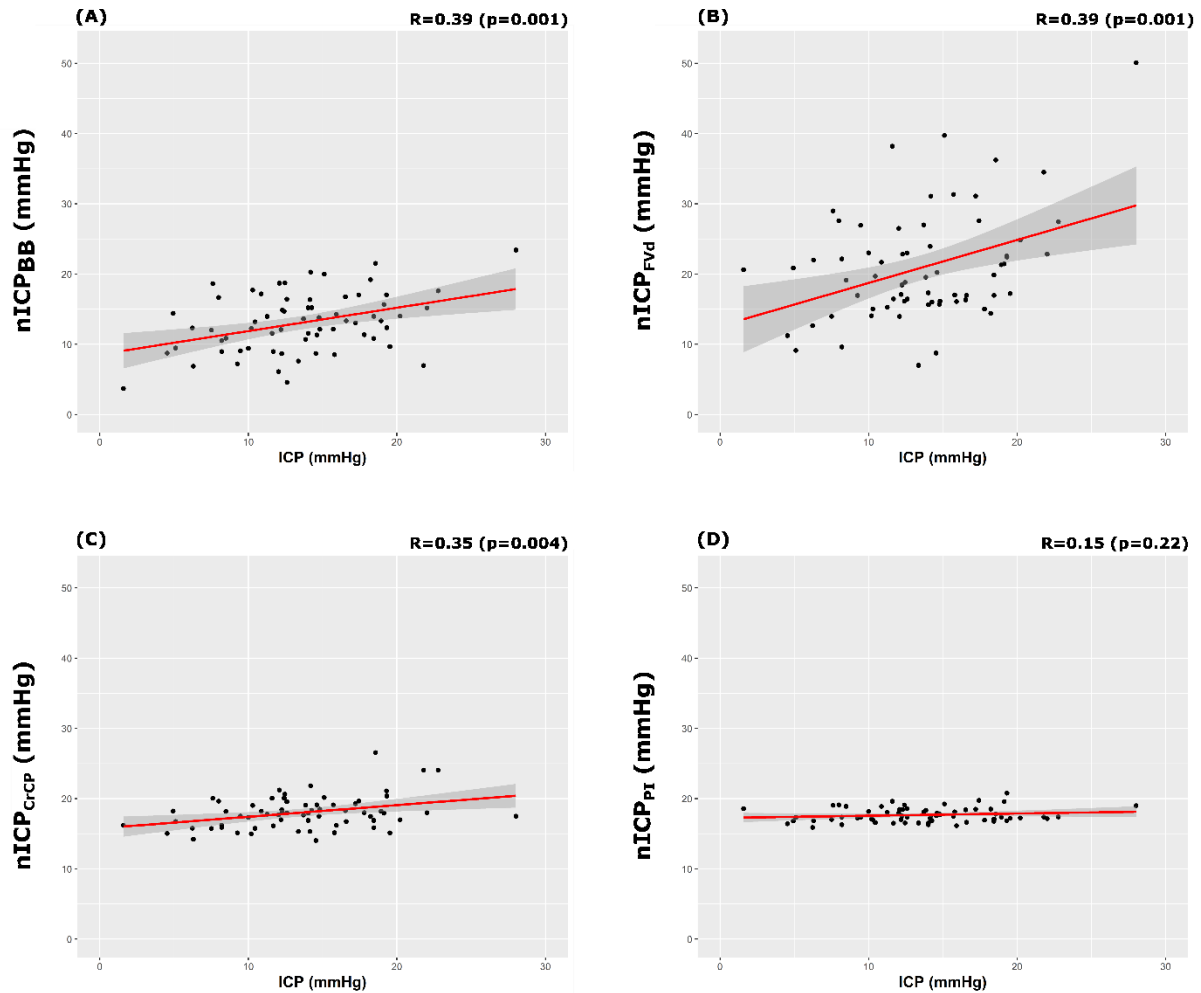 (A) R=0.39 (p=0.001)
nICPBB (mmHg)
50
40
30
20
10
0
0 10 20 30
ICP (mmHg)
(B) R=0.39 (p=0.001)
nICPFVd (mmHg)
50
40
30
20
10
0
0 10 20 30
ICP (mmHg)
(C) R=0.35 (p=0.004)
nICPCrCP (mmHg)
50
40
30
20
10
0
0 10 20 30
ICP (mmHg)
(D) R=0.15 (p=0.22)
nICPPI (mmHg)
50
40
30
20
10
0
0 10 20 30
ICP (mmHg)